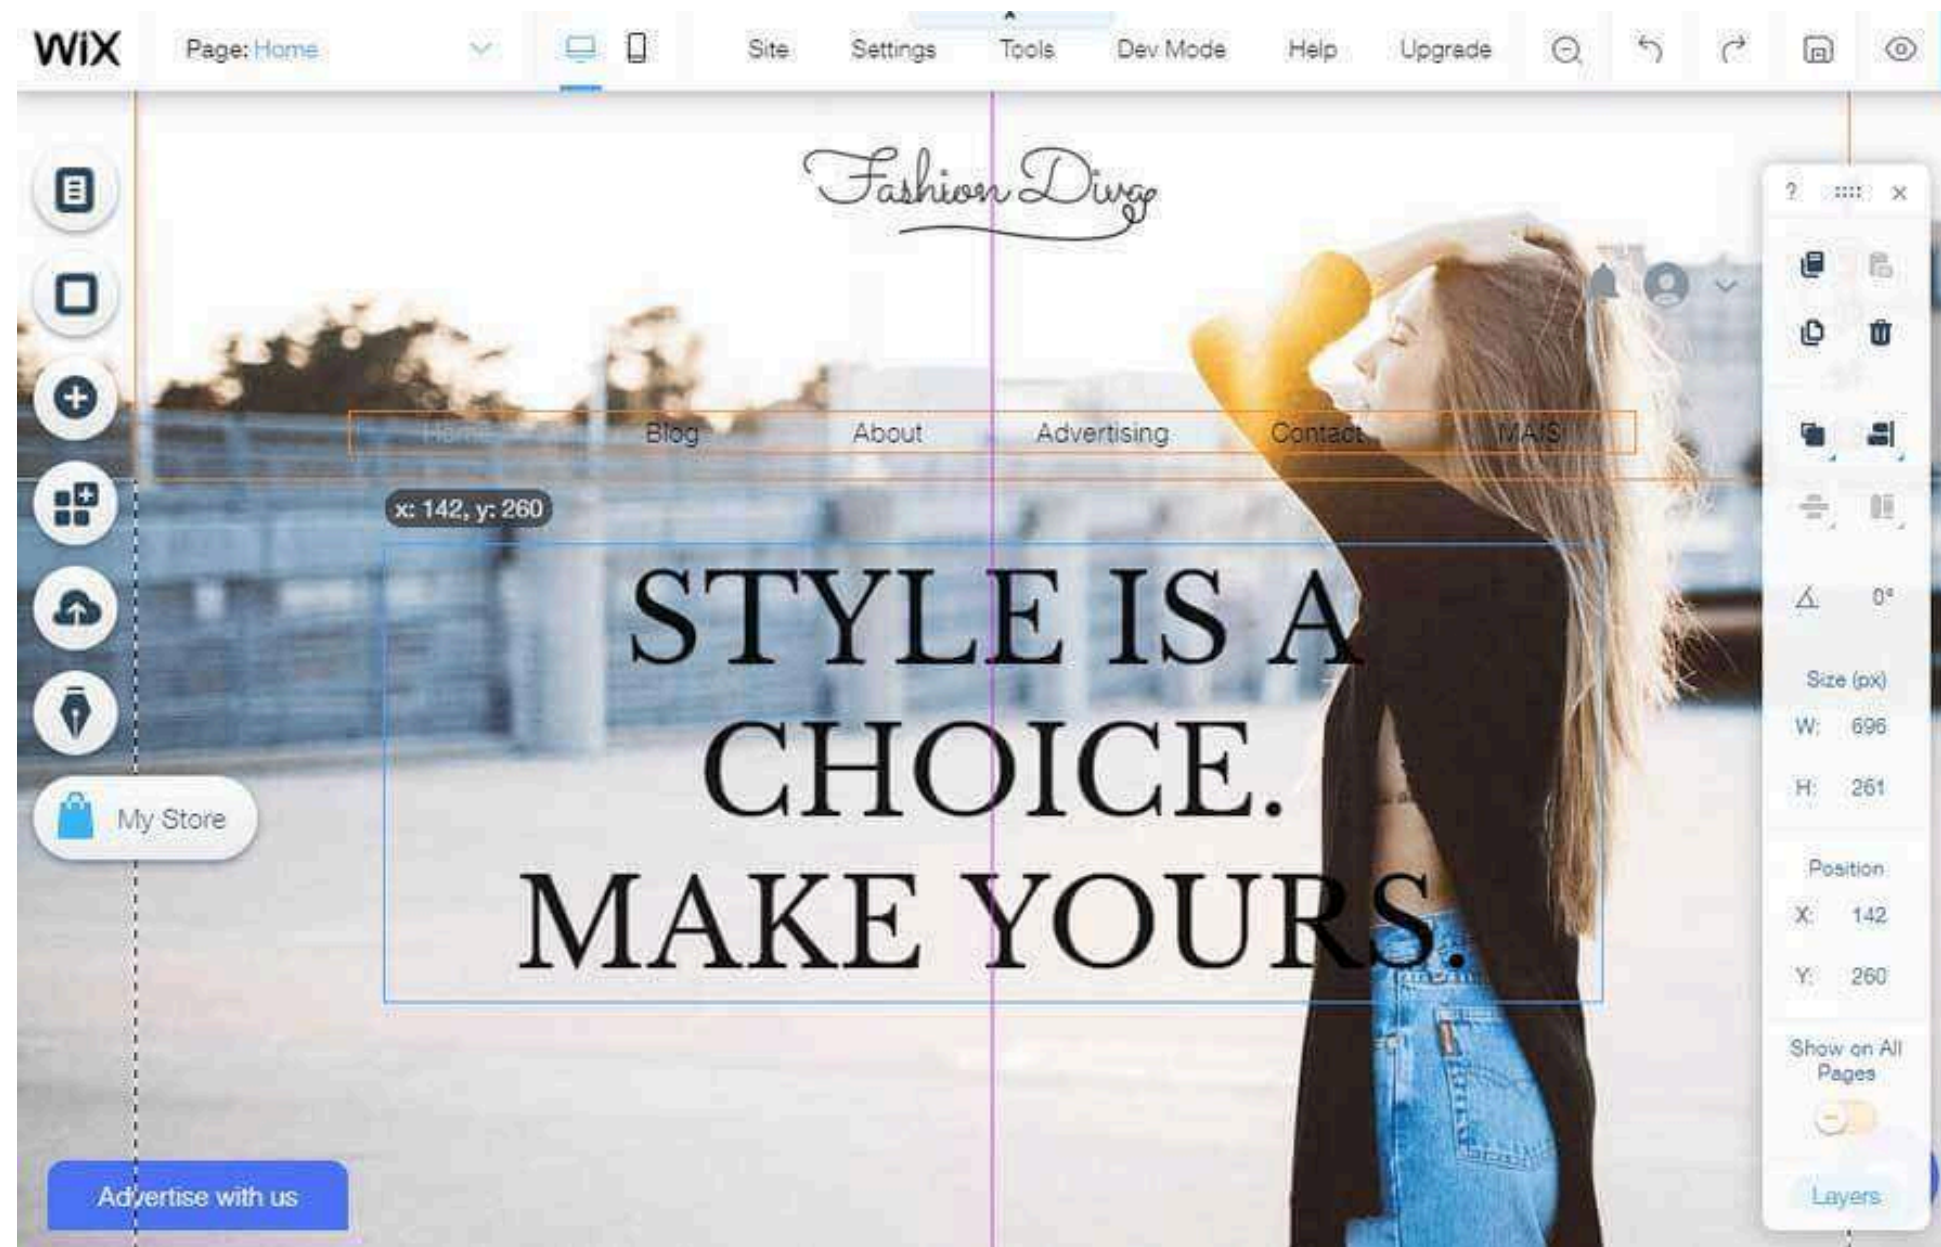 WiX Page: Home Site Settings Tools Dev Mode Help Upgrade
Fashion Diva
Home Blog About Advertising Contact MAIS
x: 142, y: 260
STYLE IS A
CHOICE.
MAKE YOURS.
My Store
Advertise with us
?
0°
Size (px)
W: 696
H: 261
Position
X: 142
Y: 260
Show on All
Pages
Layers